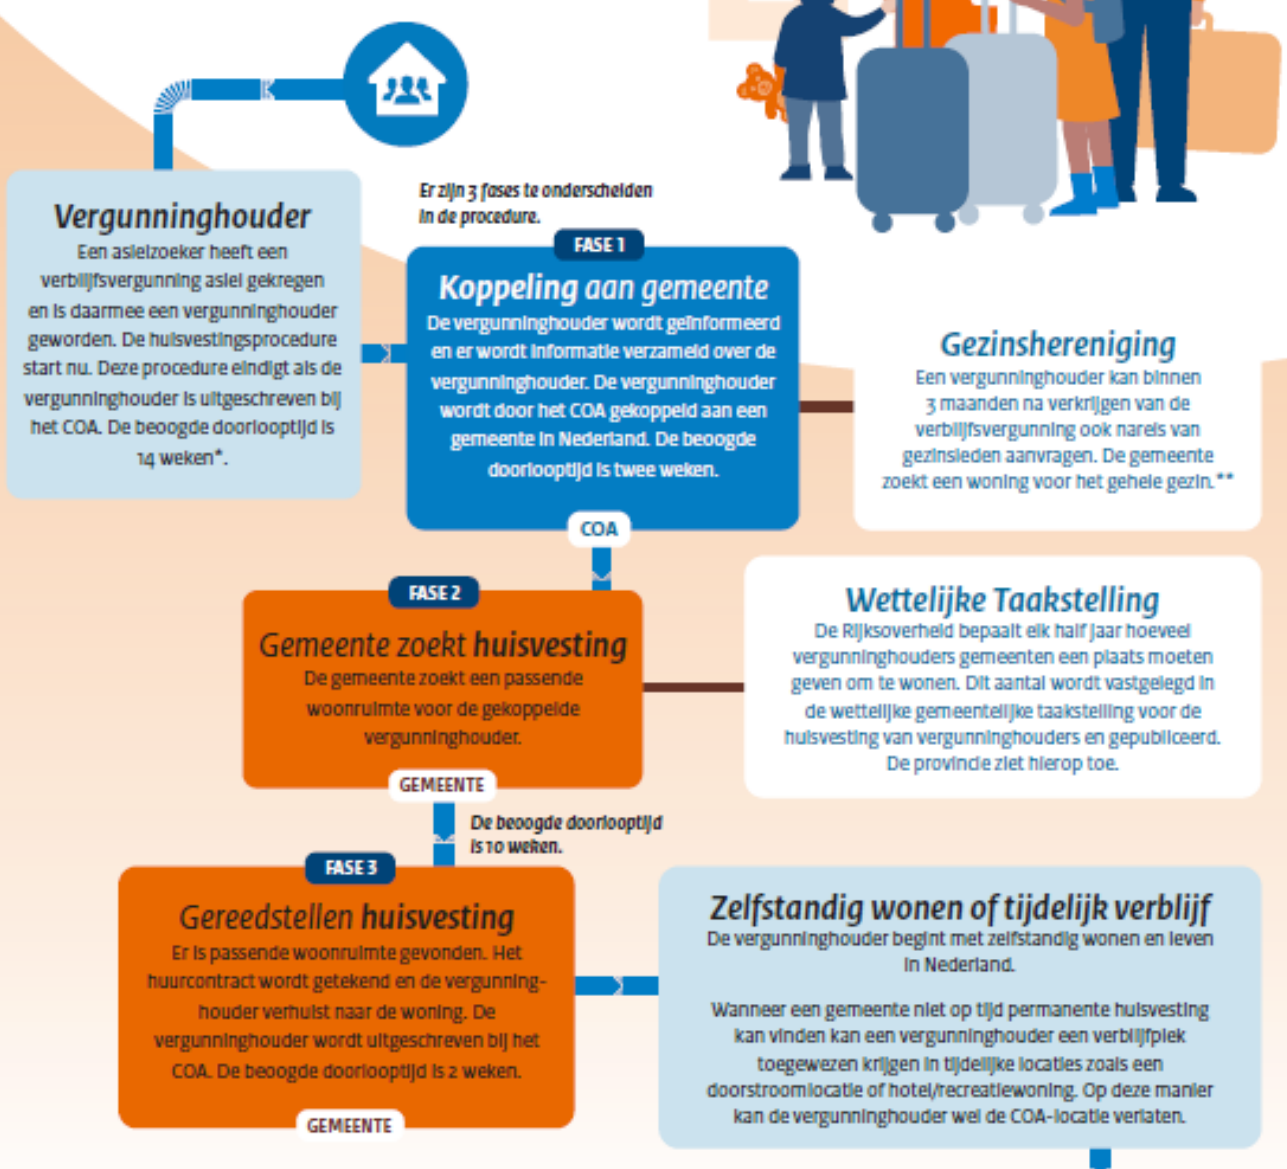 Vergunninghouder
Een asielzoeker heeft een
verblijfsvergunning asiel gekregen
en is daarmee een vergunninghouder
geworden. De huisvestingsprocedure
start nu. Deze procedure eindigt als de
vergunninghouder is uitgeschreven bij
het COA. De beoogde doorlooptijd is
14 weken*.
Er zijn 3 fases te onderscheiden
in de procedure.
FASE 1
Koppeling aan gemeente
De vergunninghouder wordt geïnformeerd
en er wordt informatie verzameld over de
vergunninghouder. De vergunninghouder
wordt door het COA gekoppeld aan een
gemeente in Nederland. De beoogde
doorlooptijd is twee weken.
COA
Gezinshereniging
Een vergunninghouder kan binnen
3 maanden na verkrijgen van de
verblijfsvergunning ook nareis van
gezinsleden aanvragen. De gemeente
zoekt een woning voor het gehele gezin.**
FASE 2
Gemeente zoekt huisvesting
De gemeente zoekt een passende
woonruimte voor de gekoppelde
vergunninghouder.
GEMEENTE
Wettelijke Taakstelling
De Rijksoverheid bepaalt elk half jaar hoeveel
vergunninghouders gemeenten een plaats moeten
geven om te wonen. Dit aantal wordt vastgelegd in
de wettelijke gemeentelijke taakstelling voor de
huisvesting van vergunninghouders en gepubliceerd.
De provincie ziet hierop toe.
De beoogde doorlooptijd
is 10 weken.
FASE 3
Gereedstellen huisvesting
Er is passende woonruimte gevonden. Het
huurcontract wordt getekend en de vergunning-
houder verhuist naar de woning. De
vergunninghouder wordt uitgeschreven bij het
COA. De beoogde doorlooptijd is 2 weken.
GEMEENTE
Zelfstandig wonen of tijdelijk verblijf
De vergunninghouder begint met zelfstandig wonen en leven
in Nederland.
Wanneer een gemeente niet op tijd permanente huisvesting
kan vinden kan een vergunninghouder een verblijfplek
toegewezen krijgen in tijdelijke locaties zoals een
doorstroomlocatie of hotel/recreatiewoning. Op deze manier
kan de vergunninghouder wel de COA-locatie verlaten.